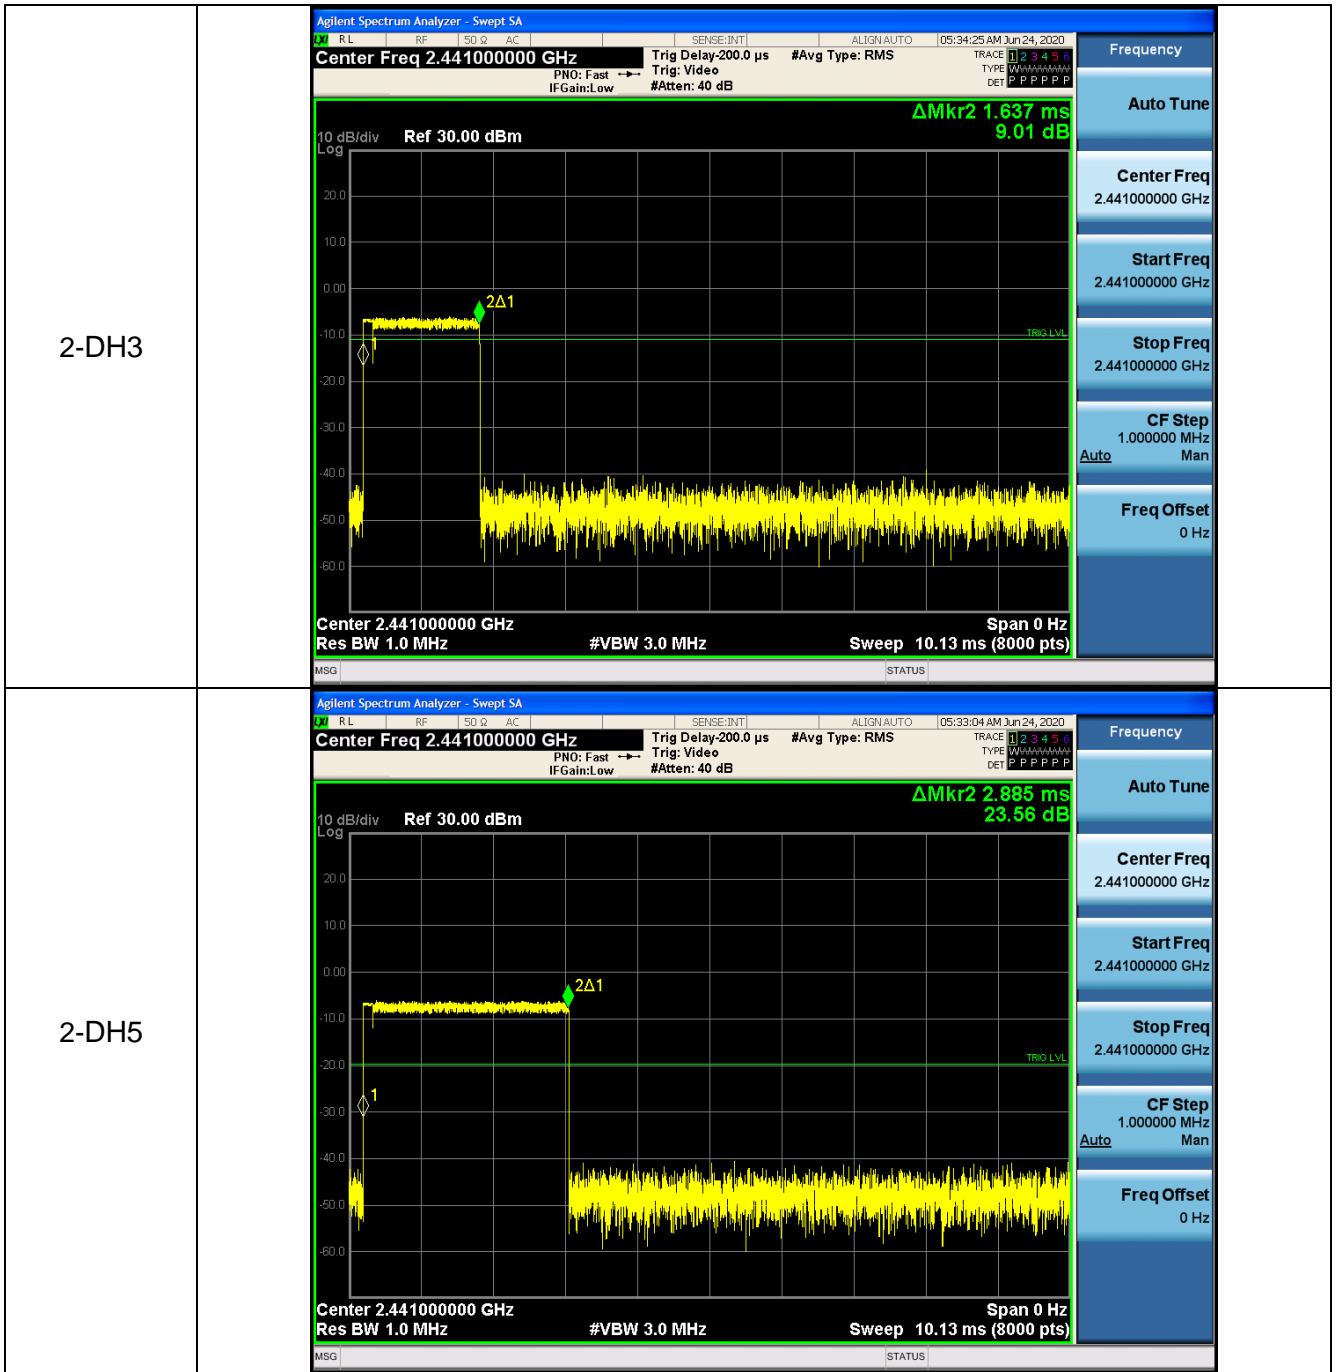 2-DH3
Agilent Spectrum Analyzer - Swept SA
LXI RL RF 50 Ω AC SENSE:INT ALIGN AUTO 05:34:25 AM Jun 24, 2020
Center Freq 2.441000000 GHz
PNO: Fast
IFGain:Low
Trig Delay-200.0 µs
Trig: Video
#Atten: 40 dB
#Avg Type: RMS
TRACE 1 2 3 4 5 6
TYPE WWWWWW
DET P P P P P P
ΔMkr2 1.637 ms
9.01 dB
10 dB/div
Log
Ref 30.00 dBm
20.0
10.0
0.00
-10.0
-20.0
-30.0
-40.0
-50.0
-60.0
2Δ1
1
TRIG LVL
Center 2.441000000 GHz
Span 0 Hz
Res BW 1.0 MHz
#VBW 3.0 MHz
Sweep 10.13 ms (8000 pts)
MSG
STATUS
Frequency
Auto Tune
Center Freq
2.441000000 GHz
Start Freq
2.441000000 GHz
Stop Freq
2.441000000 GHz
CF Step
1.000000 MHz
Auto Man
Freq Offset
0 Hz
2-DH5
Agilent Spectrum Analyzer - Swept SA
LXI RL RF 50 Ω AC SENSE:INT ALIGN AUTO 05:33:04 AM Jun 24, 2020
Center Freq 2.441000000 GHz
PNO: Fast
IFGain:Low
Trig Delay-200.0 µs
Trig: Video
#Atten: 40 dB
#Avg Type: RMS
TRACE 1 2 3 4 5 6
TYPE WWWWWW
DET P P P P P P
ΔMkr2 2.885 ms
23.56 dB
10 dB/div
Log
Ref 30.00 dBm
20.0
10.0
0.00
-10.0
-20.0
-30.0
-40.0
-50.0
-60.0
2Δ1
1
TRIG LVL
Center 2.441000000 GHz
Span 0 Hz
Res BW 1.0 MHz
#VBW 3.0 MHz
Sweep 10.13 ms (8000 pts)
MSG
STATUS
Frequency
Auto Tune
Center Freq
2.441000000 GHz
Start Freq
2.441000000 GHz
Stop Freq
2.441000000 GHz
CF Step
1.000000 MHz
Auto Man
Freq Offset
0 Hz